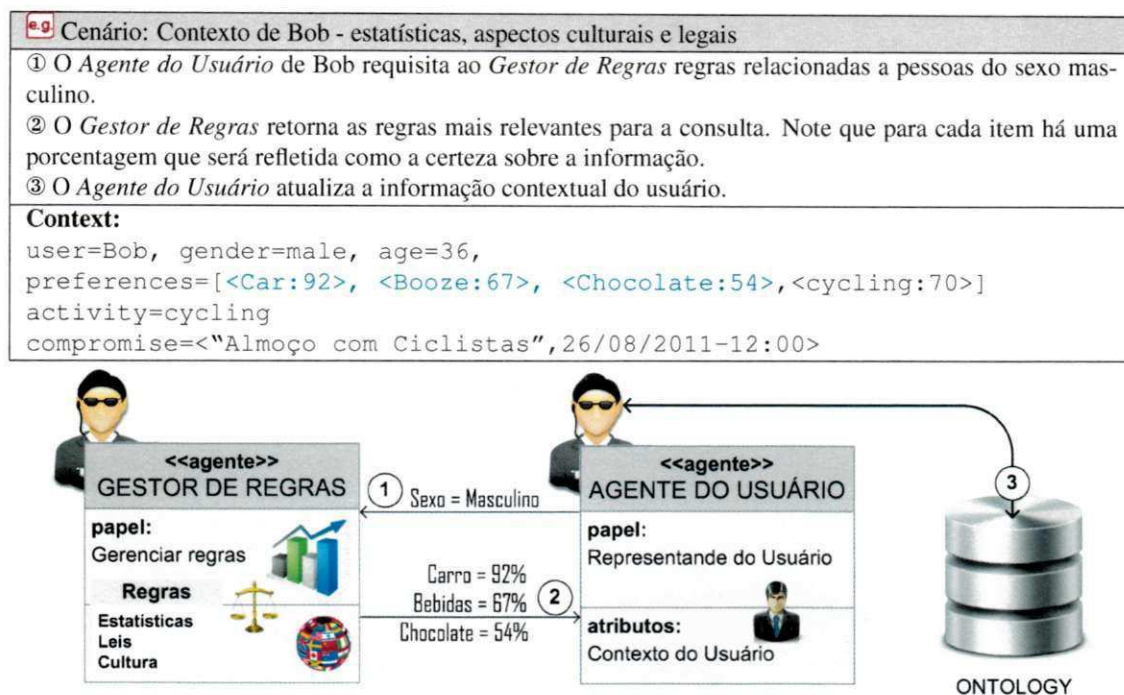 e.g. Cenário: Contexto de Bob - estatísticas, aspectos culturais e legais
① O Agente do Usuário de Bob requisita ao Gestor de Regras regras relacionadas a pessoas do sexo mas-
culino.
② O Gestor de Regras retorna as regras mais relevantes para a consulta. Note que para cada item há uma
porcentagem que será refletida como a certeza sobre a informação.
③ O Agente do Usuário atualiza a informação contextual do usuário.
Context:
user=Bob, gender=male, age=36,
preferences=[<Car:92>, <Booze:67>, <Chocolate:54>,<cycling:70>]
activity=cycling
compromise=<“Almoço com Ciclistas”,26/08/2011-12:00>
<<agente>>
GESTOR DE REGRAS
papel:
Gerenciar regras
Regras
Estatísticas
Leis
Cultura
1
Sexo = Masculino
Carro = 92%
Bebidas = 67%
2
Chocolate = 54%
<<agente>>
AGENTE DO USUÁRIO
papel:
Representande do Usuário
atributos:
Contexto do Usuário
3
ONTOLOGY